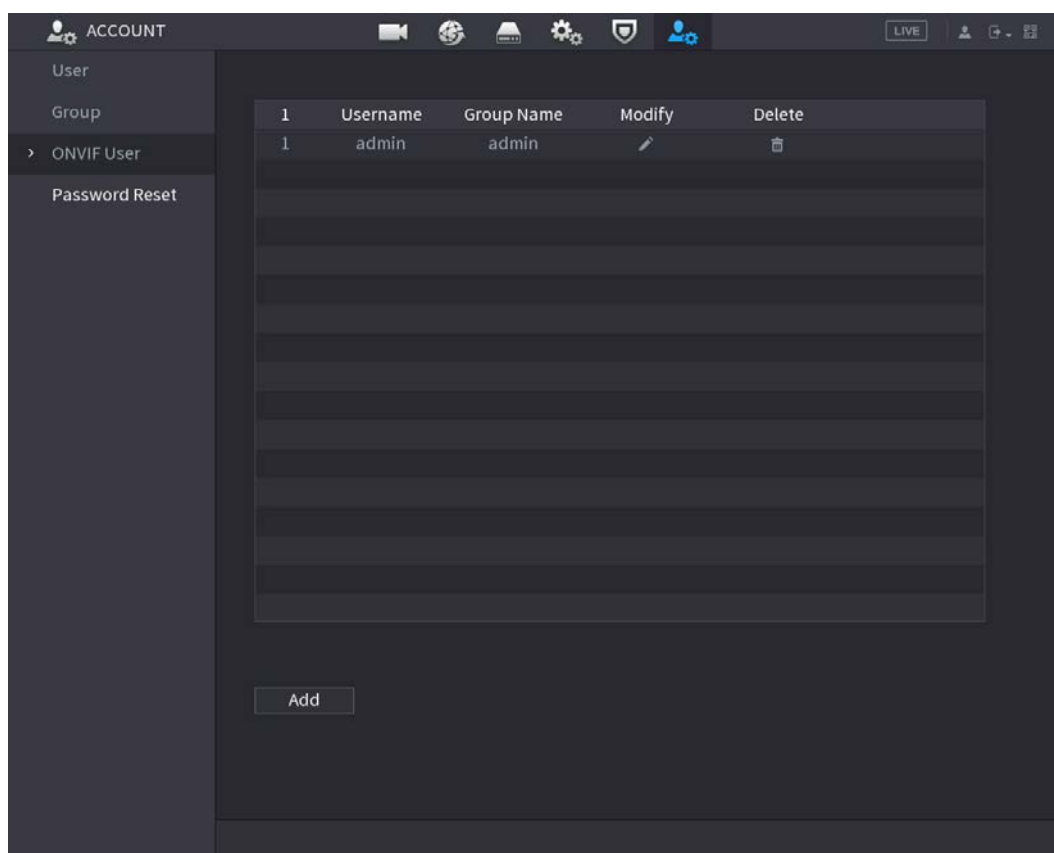 ACCOUNT LIVE
User
Group
ONVIF User
Password Reset
1 Username Group Name Modify Delete
1 admin admin
Add